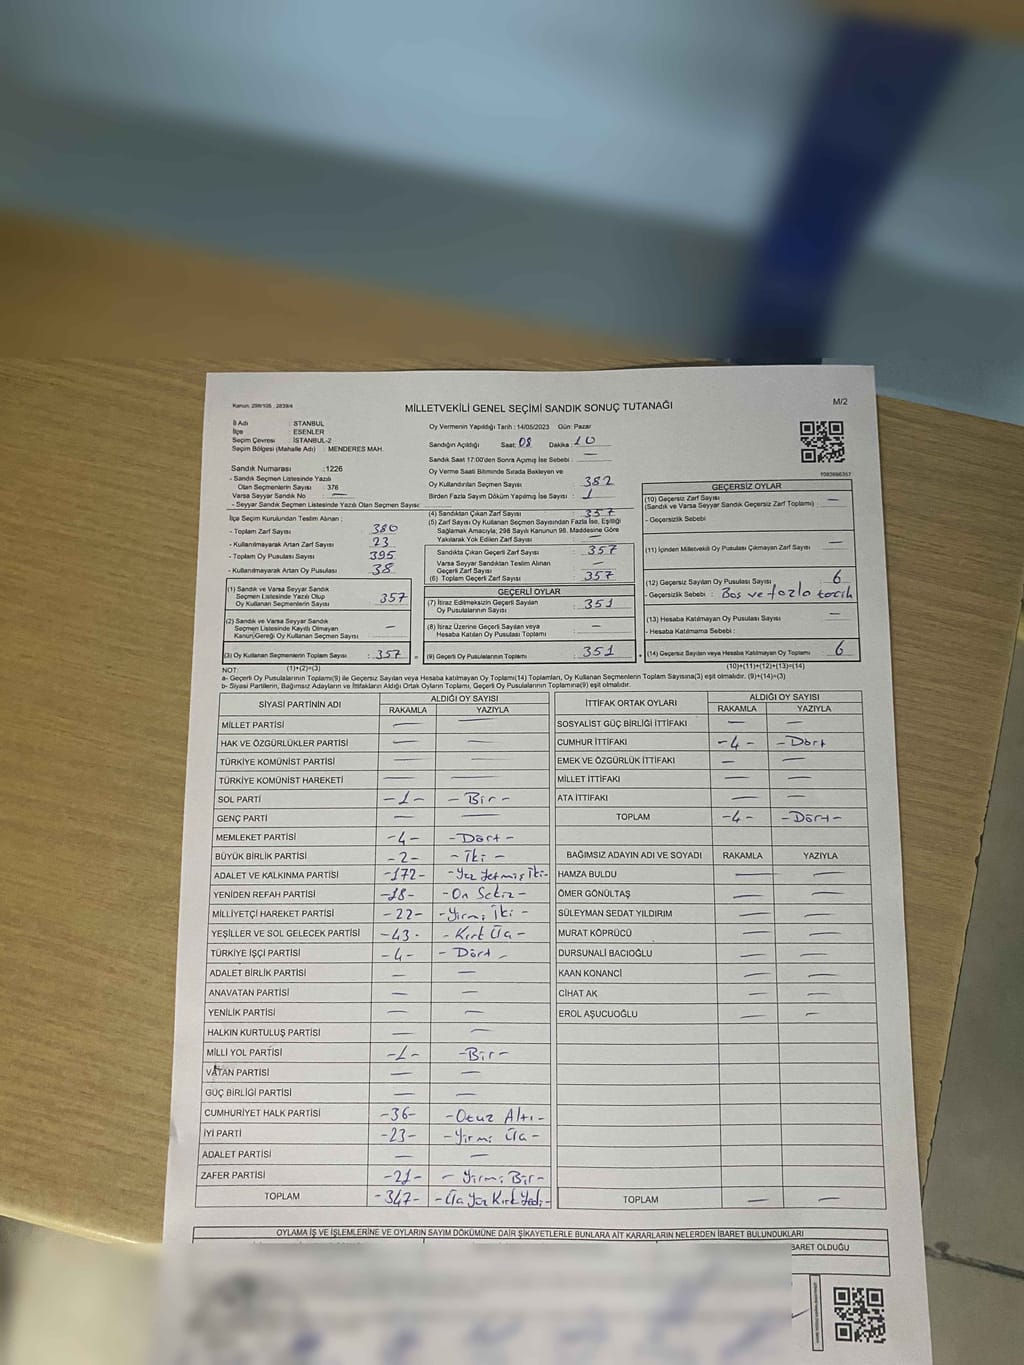 Kanun: 298/105 ; 2839/4
MİLLETVEKİLİ GENEL SEÇİMİ SANDIK SONUÇ TUTANAĞI
M/2
İl Adı : STANBUL
İlçe : ESENLER
Seçim Çevresi : İSTANBUL-2
Seçim Bölgesi (Mahalle Adı) : MENDERES MAH.
Oy Vermenin Yapıldığı Tarih : 14/05/2023 Gün: Pazar
Sandığın Açıldığı Saat: 08 Dakika : 10
Sandık Saat 17:00'den Sonra Açımış İse Sebebi : —
Sandık Numarası : 1226
- Sandık Seçmen Listesinde Yazılı
Olan Seçmenlerin Sayısı : 376
Varsa Seyyar Sandık No : —
- Seyyar Sandık Listesinde Yazılı Olan Seçmen Sayısı:
Oy Verme Saati Bitiminde Sırada Bekleyen ve
Oy Kullandırılan Seçmen Sayısı : 382
Birden Fazla Sayım Döküm Yapılmış İse Sayısı : 1
İlçe Seçim Kurulundan Teslim Alınan ;
- Toplam Zarf Sayısı : 380
- Kullanılmayarak Artan Zarf Sayısı : 23
- Toplam Oy Pusulası Sayısı : 395
- Kullanılmayarak Artan Oy Pusulası : 38
(1) Sandık ve Varsa Seyyar Sandık
Seçmen Listesinde Yazılı Olup
Oy Kullanan Seçmenlerin Sayısı : 357
(2) Sandık ve Varsa Seyyar Sandık
Seçmen Listesinde Kayıtlı Olmayan
Kanun Gereği Oy Kullanan Seçmen Sayısı : —
(3) Oy Kullanan Seçmenlerin Toplam Sayısı : 357
(1)+(2)=(3)
(4) Sandıktan Çıkan Zarf Sayısı : 357
(5) Zarf Sayısı Oy Kullanan Seçmen Sayısından Fazla İse, Eşitliği
Sağlamak Amacıyla; 298 Sayılı Kanunun 98. Maddesine Göre
Yakılarak Yok Edilen Zarf Sayısı : —
Sandıkta Çıkan Geçerli Zarf Sayısı : 357
Varsa Seyyar Sandıktan Teslim Alınan
Geçerli Zarf Sayısı : —
(6) Toplam Geçerli Zarf Sayısı : 357
GEÇERLİ OYLAR
(7) İtiraz Edilmeksizin Geçerli Sayılan
Oy Pusulalarının Sayısı : 351
(8) İtiraz Üzerine Geçerli Sayılan veya
Hesaba Katılan Oy Pusulası Toplamı : —
(9) Geçerli Oy Pusulalarının Toplamı : 351
GEÇERSİZ OYLAR
(10) Geçersiz Zarf Sayısı : —
(Sandık ve Varsa Seyyar Sandık Geçersiz Zarf Toplamı)
- Geçersizlik Sebebi :
(11) İçinden Milletvekili Oy Pusulası Çıkmayan Zarf Sayısı : —
(12) Geçersiz Sayılan Oy Pusulası Sayısı : 6
- Geçersizlik Sebebi : Boş ve fazla tercih
(13) Hesaba Katılmayan Oy Pusulası Sayısı : —
- Hesaba Katılmama Sebebi :
(14) Geçersiz Sayılan veya Hesaba Katılmayan Oy Toplamı : 6
(10)+(11)+(12)+(13)=(14)
NOT:
a- Geçerli Oy Pusulaları Toplamı(9) ile Geçersiz Sayılan veya Hesaba katılmayan Oy Toplamı(14) Toplamları, Oy Kullanan Seçmenlerin Toplam Sayısına(3) eşit olmalıdır. (9)+(14)=(3)
b- Siyasi Partilerin, Bağımsız Adayların ve İttifakların Aldığı Ortak Oyların Toplamı, Geçerli Oy Pusulalarının Toplamına(9) eşit olmalıdır.
SİYASİ PARTİNİN ADI ALDIĞI OY SAYISI
RAKAMLA YAZIYLA
MİLLET PARTİSİ — —
HAK VE ÖZGÜRLÜKLER PARTİSİ — —
TÜRKİYE KOMÜNİST PARTİSİ — —
TÜRKİYE KOMÜNİST HAREKETİ — —
SOL PARTİ -1- -Bir-
GENÇ PARTİ — —
MEMLEKET PARTİSİ -4- -Dört-
BÜYÜK BİRLİK PARTİSİ -2- -İki-
ADALET VE KALKINMA PARTİSİ -172- -Yüz Yetmiş İki-
YENİDEN REFAH PARTİSİ -18- -On Sekiz-
MİLLİYETÇİ HAREKET PARTİSİ -22- -Yirmi İki-
YEŞİLLER VE SOL GELECEK PARTİSİ -43- -Kırk Üç-
TÜRKİYE İŞÇİ PARTİSİ -4- -Dört-
ADALET BİRLİK PARTİSİ — —
ANAVATAN PARTİSİ — —
YENİLİK PARTİSİ — —
HALKIN KURTULUŞ PARTİSİ — —
MİLLİ YOL PARTİSİ -1- -Bir-
VATAN PARTİSİ — —
GÜÇ BİRLİĞİ PARTİSİ — —
CUMHURİYET HALK PARTİSİ -36- -Otuz Altı-
İYİ PARTİ -23- -Yirmi Üç-
ADALET PARTİSİ — —
ZAFER PARTİSİ -21- -Yirmi Bir-
TOPLAM -347- -Üç Yüz Kırk Yedi-
İTTİFAK ORTAK OYLARI ALDIĞI OY SAYISI
RAKAMLA YAZIYLA
SOSYALİST GÜÇ BİRLİĞİ İTTİFAKI — —
CUMHUR İTTİFAKI -4- -Dört
EMEK VE ÖZGÜRLÜK İTTİFAKI — —
MİLLET İTTİFAKI — —
ATA İTTİFAKI — —
TOPLAM -4- -Dört-
BAĞIMSIZ ADAYIN ADI VE SOYADI RAKAMLA YAZIYLA
HAMZA BULDU — —
ÖMER GÖNÜLTAŞ — —
SÜLEYMAN SEDAT YILDIRIM — —
MURAT KÖPRÜCÜ — —
DURSUNALİ BACIOĞLU — —
KAAN KONANCİ — —
CİHAT AK — —
EROL AŞUCUOĞLU — —
TOPLAM — —
OYLAMA İŞ VE İŞLEMLERİNE VE OYLARIN SAYIM DÖKÜMÜNE DAİR ŞİKAYETLERLE BUNLARA AİT KARARLARIN NELERDEN İBARET BULUNDUKLARI
BARET OLDUĞU